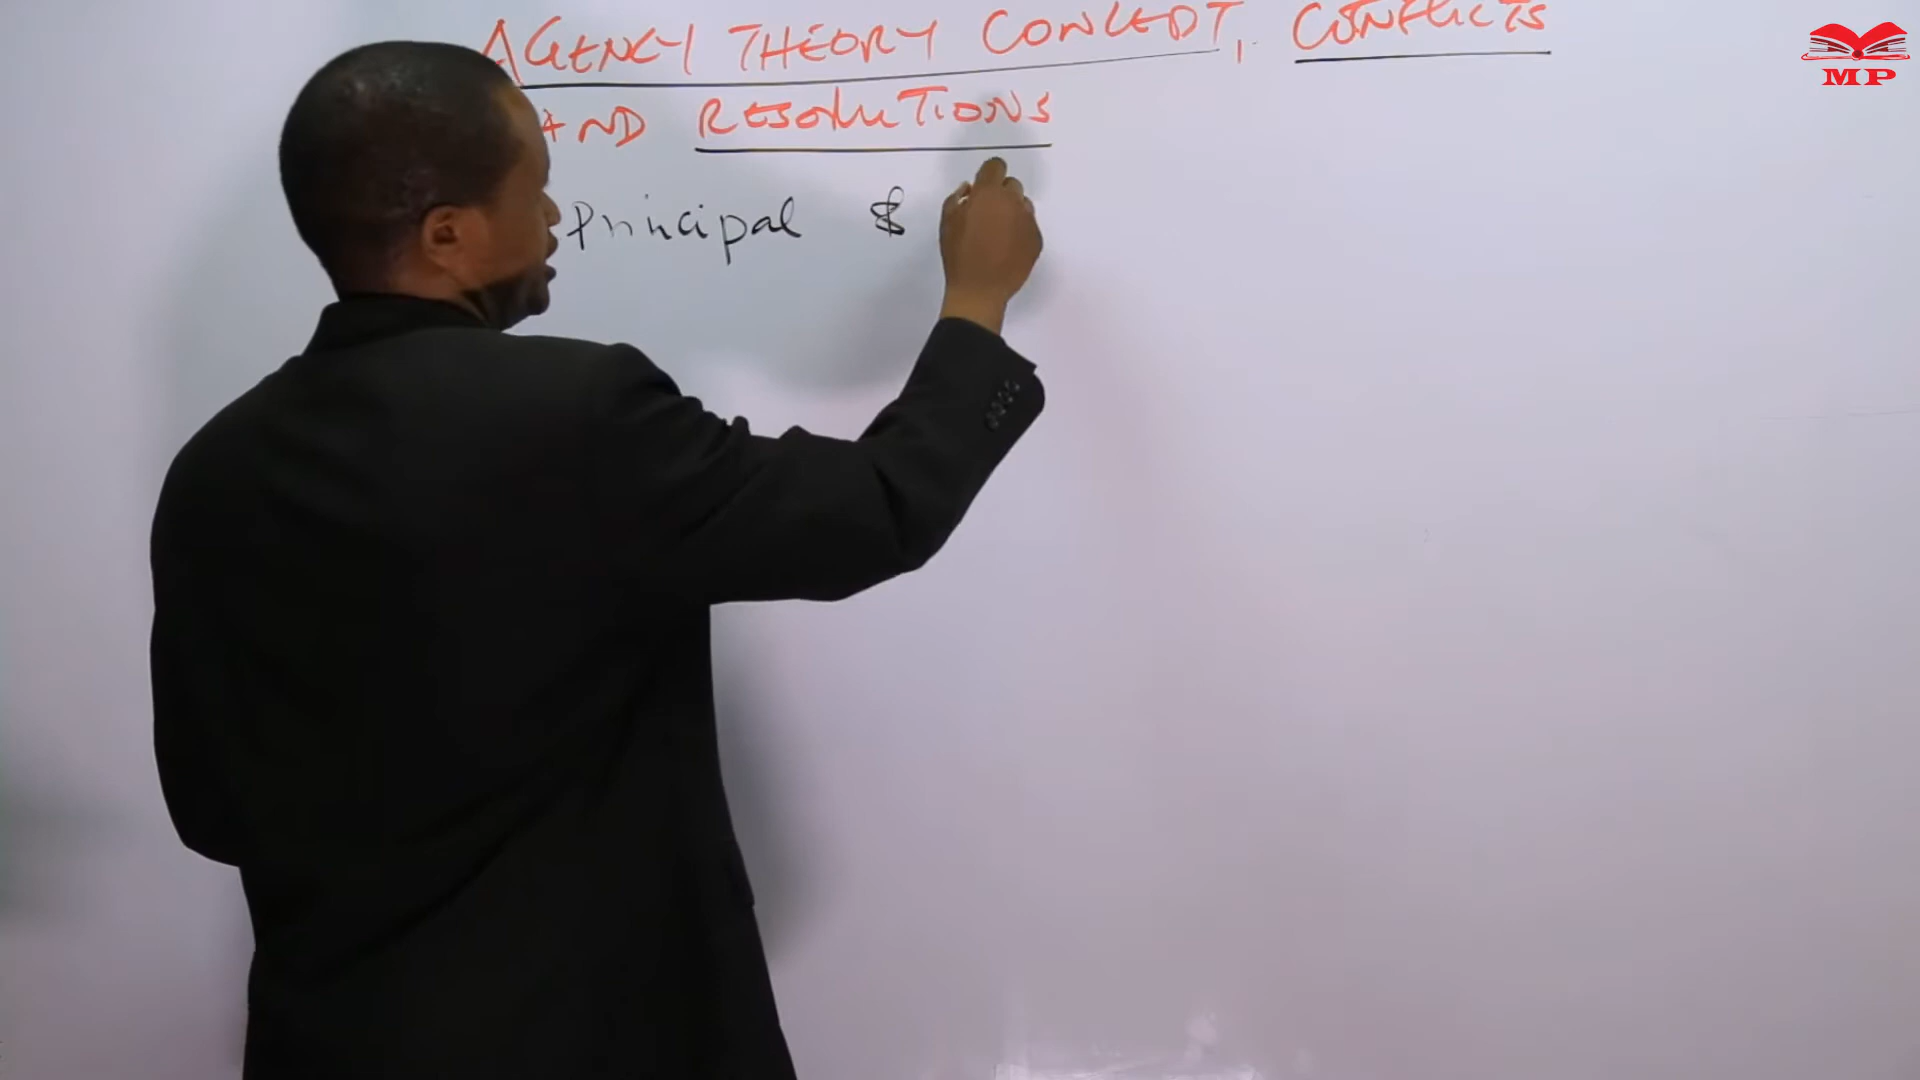 AGENCY THEORY CONCEPT, CONFLICTS
MP
AND RESOLUTIONS
Principal &